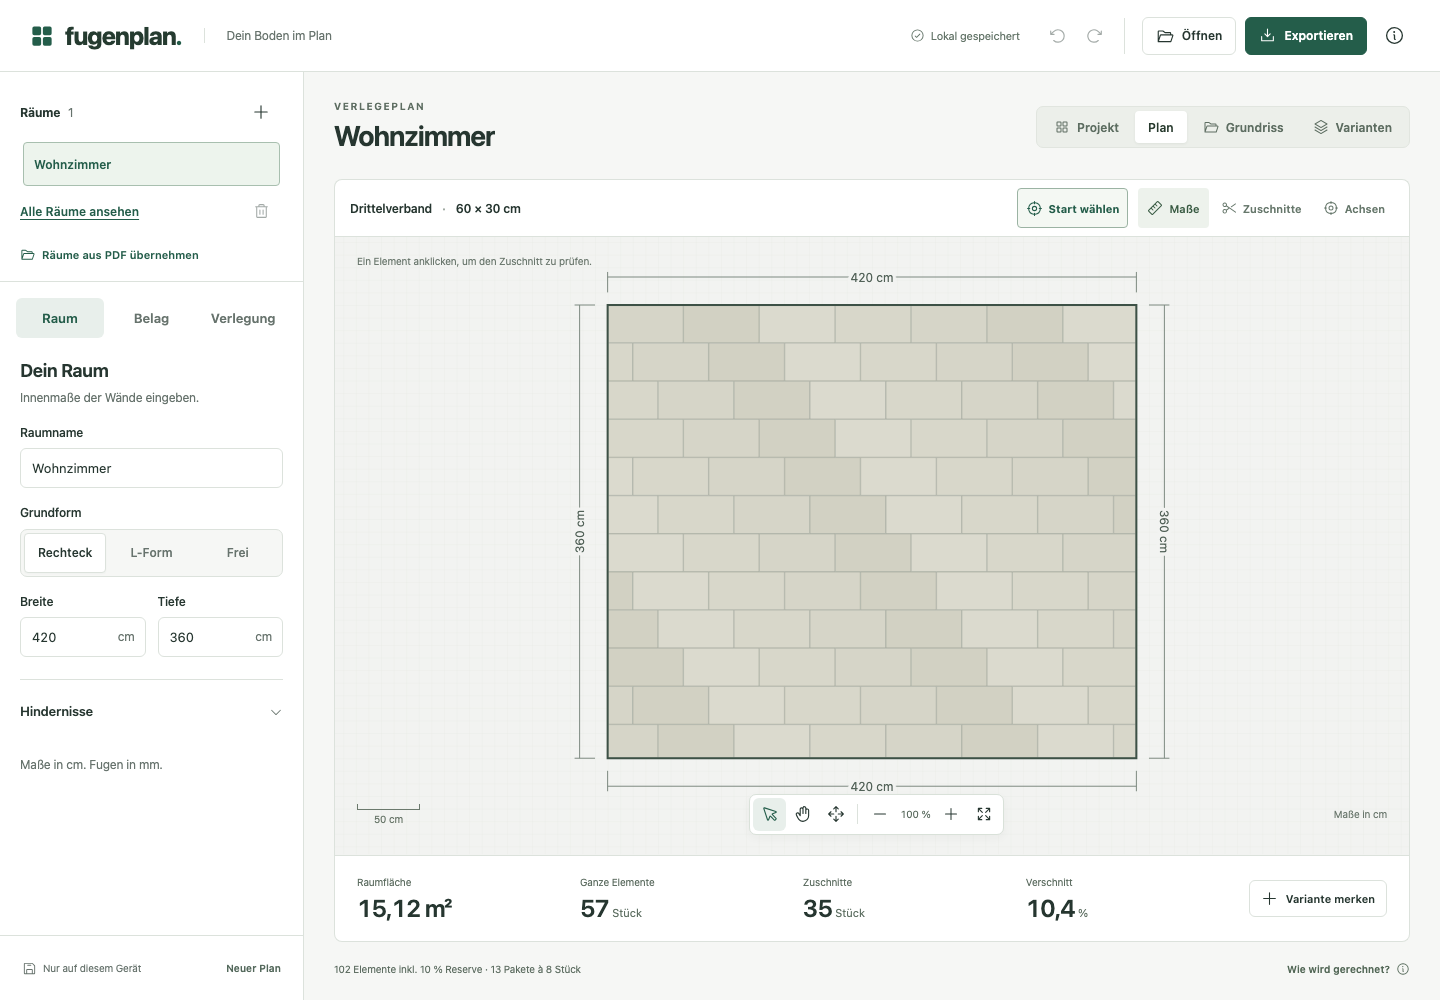 fugenplan.
Dein Boden im Plan
Lokal gespeichert
Öffnen
Exportieren
Räume 1
Wohnzimmer
Alle Räume ansehen
Räume aus PDF übernehmen
Raum
Belag
Verlegung
Dein Raum
Innenmaße der Wände eingeben.
Raumname
Wohnzimmer
Grundform
Rechteck
L-Form
Frei
Breite
Tiefe
420 cm
360 cm
Hindernisse
Maße in cm. Fugen in mm.
Nur auf diesem Gerät
Neuer Plan
VERLEGEPLAN
Wohnzimmer
Projekt
Plan
Grundriss
Varianten
Drittelverband · 60 × 30 cm
Start wählen
Maße
Zuschnitte
Achsen
Ein Element anklicken, um den Zuschnitt zu prüfen.
420 cm
360 cm
360 cm
420 cm
50 cm
100 %
Maße in cm
Raumfläche
15,12 m²
Ganze Elemente
57 Stück
Zuschnitte
35 Stück
Verschnitt
10,4 %
Variante merken
102 Elemente inkl. 10 % Reserve · 13 Pakete à 8 Stück
Wie wird gerechnet?